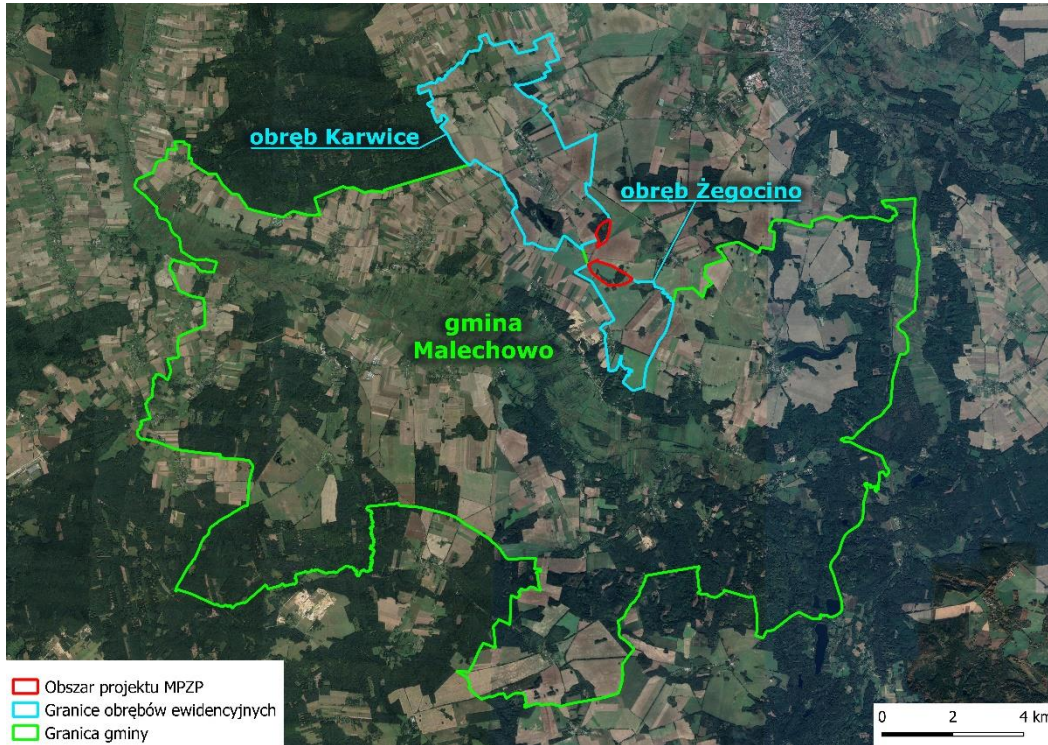 obręb Karwice
obręb Żegocino
gmina
Malechowo
Obszar projektu MPZP
Granice obrębów ewidencyjnych
Granica gminy
0 2 4 km